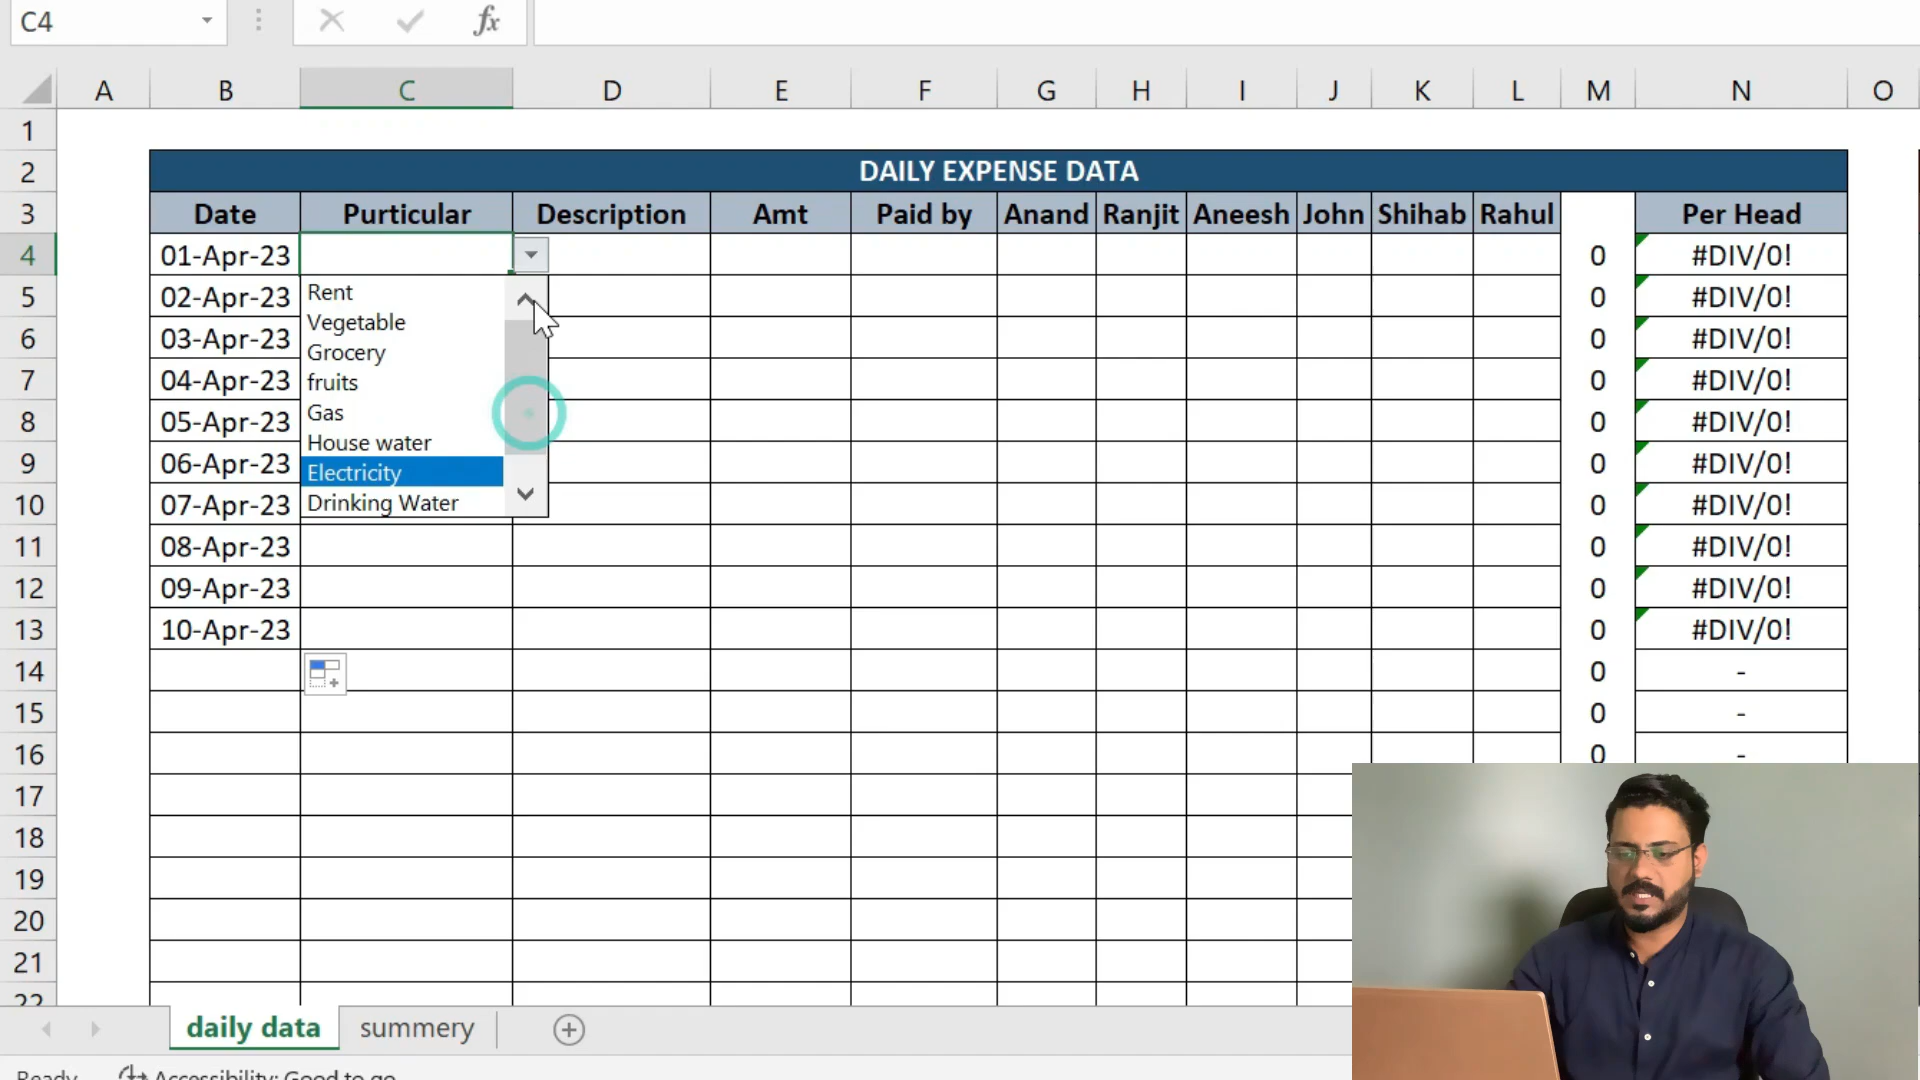 C4 fx
A B C D E F G H I J K L M N O
1
2 DAILY EXPENSE DATA
3 Date Purticular Description Amt Paid by Anand Ranjit Aneesh John Shihab Rahul Per Head
4 01-Apr-23 0 #DIV/0!
5 02-Apr-23 Rent 0 #DIV/0!
Vegetable
6 03-Apr-23 Grocery 0 #DIV/0!
7 04-Apr-23 fruits 0 #DIV/0!
8 05-Apr-23 Gas 0 #DIV/0!
House water
9 06-Apr-23 Electricity 0 #DIV/0!
10 07-Apr-23 Drinking Water 0 #DIV/0!
11 08-Apr-23 0 #DIV/0!
12 09-Apr-23 0 #DIV/0!
13 10-Apr-23 0 #DIV/0!
14 0 -
15 0 -
16 0 -
17
18
19
20
21
22
daily data summery
Ready Accessibility: Good to go